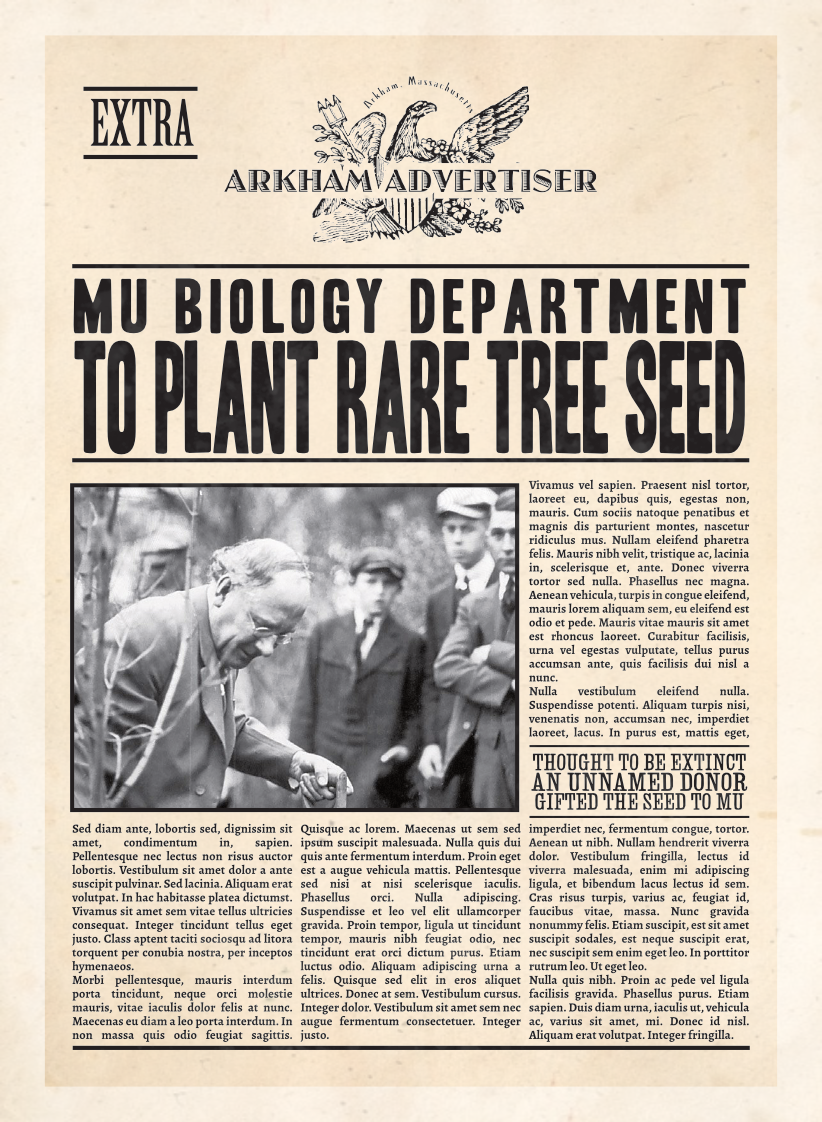 EXTRA
Arkham, Massachusetts
ARKHAM ADVERTISER
MU BIOLOGY DEPARTMENT
TO PLANT RARE TREE SEED
Vivamus vel sapien. Praesent nisl tortor,
laoreet eu, dapibus quis, egestas non,
mauris. Cum sociis natoque penatibus et
magnis dis parturient montes, nascetur
ridiculus mus. Nullam eleifend pharetra
felis. Mauris nibh velit, tristique ac, lacinia
in, scelerisque et, ante. Donec viverra
tortor sed nulla. Phasellus nec magna.
Aenean vehicula, turpis in congue eleifend,
mauris lorem aliquam sem, eu eleifend est
odio et pede. Mauris vitae mauris sit amet
est rhoncus laoreet. Curabitur facilisis,
urna vel egestas vulputate, tellus purus
accumsan ante, quis facilisis dui nisl a
nunc.
Nulla vestibulum eleifend nulla.
Suspendisse potenti. Aliquam turpis nisi,
venenatis non, accumsan nec, imperdiet
laoreet, lacus. In purus est, mattis eget,
THOUGHT TO BE EXTINCT
AN UNNAMED DONOR
GIFTED THE SEED TO MU
Sed diam ante, lobortis sed, dignissim sit
amet, condimentum in, sapien.
Pellentesque nec lectus non risus auctor
lobortis. Vestibulum sit amet dolor a ante
suscipit pulvinar. Sed lacinia. Aliquam erat
volutpat. In hac habitasse platea dictumst.
Vivamus sit amet sem vitae tellus ultricies
consequat. Integer tincidunt tellus eget
justo. Class aptent taciti sociosqu ad litora
torquent per conubia nostra, per inceptos
hymenaeos.
Morbi pellentesque, mauris interdum
porta tincidunt, neque orci molestie
mauris, vitae iaculis dolor felis at nunc.
Maecenas eu diam a leo porta interdum. In
non massa quis odio feugiat sagittis.
Quisque ac lorem. Maecenas ut sem sed
ipsum suscipit malesuada. Nulla quis dui
quis ante fermentum interdum. Proin eget
est a augue vehicula mattis. Pellentesque
sed nisi at nisi scelerisque iaculis.
Phasellus orci. Nulla adipiscing.
Suspendisse et leo vel elit ullamcorper
gravida. Proin tempor, ligula ut tincidunt
tempor, mauris nibh feugiat odio, nec
tincidunt erat orci dictum purus. Etiam
luctus odio. Aliquam adipiscing urna a
felis. Quisque sed elit in eros aliquet
ultrices. Donec at sem. Vestibulum cursus.
Integer dolor. Vestibulum sit amet sem nec
augue fermentum consectetuer. Integer
justo.
imperdiet nec, fermentum congue, tortor.
Aenean ut nibh. Nullam hendrerit viverra
dolor. Vestibulum fringilla, lectus id
viverra malesuada, enim mi adipiscing
ligula, et bibendum lacus lectus id sem.
Cras risus turpis, varius ac, feugiat id,
faucibus vitae, massa. Nunc gravida
nonummy felis. Etiam suscipit, est sit amet
suscipit sodales, est neque suscipit erat,
nec suscipit sem enim eget leo. In porttitor
rutrum leo. Ut eget leo.
Nulla quis nibh. Proin ac pede vel ligula
facilisis gravida. Phasellus purus. Etiam
sapien. Duis diam urna, iaculis ut, vehicula
ac, varius sit amet, mi. Donec id nisl.
Aliquam erat volutpat. Integer fringilla.